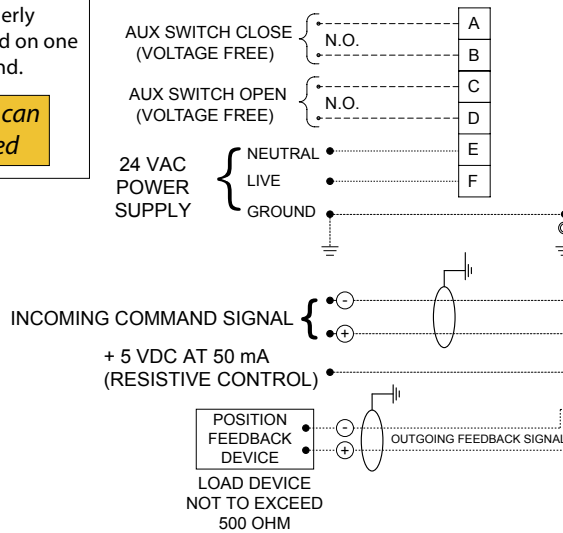 erly
d on one
nd.
can
ed
AUX SWITCH CLOSE
(VOLTAGE FREE)
N.O.
A
B
AUX SWITCH OPEN
(VOLTAGE FREE)
N.O.
C
D
24 VAC
POWER
SUPPLY
NEUTRAL
E
LIVE
F
GROUND
INCOMING COMMAND SIGNAL
-
+
+ 5 VDC AT 50 mA
(RESISTIVE CONTROL)
POSITION
FEEDBACK
DEVICE
-
+
OUTGOING FEEDBACK SIGNAL
LOAD DEVICE
NOT TO EXCEED
500 OHM